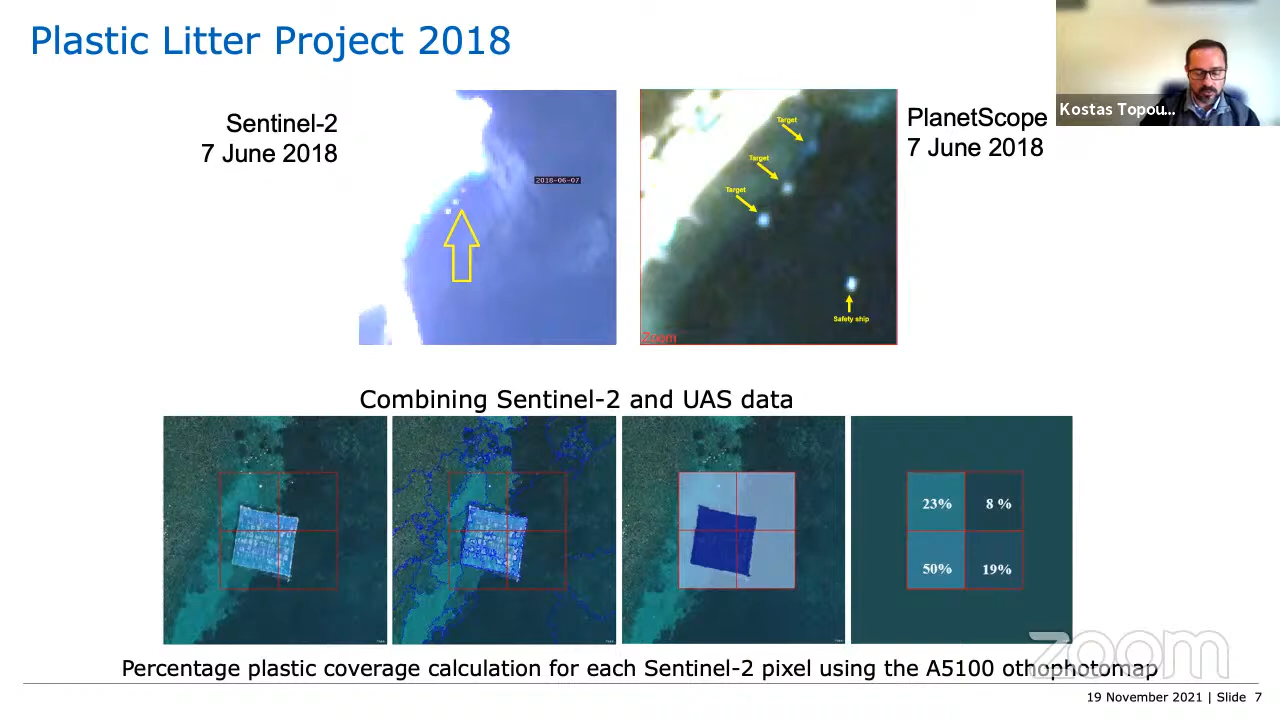 Plastic Litter Project 2018
Sentinel-2
7 June 2018
2018-06-07
Target
Target
Target
Safety ship
Zoom
PlanetScope
7 June 2018
Kostas Topou...
Combining Sentinel-2 and UAS data
23%
8 %
50%
19%
zoom
Percentage plastic coverage calculation for each Sentinel-2 pixel using the A5100 othophotomap
19 November 2021 | Slide 7